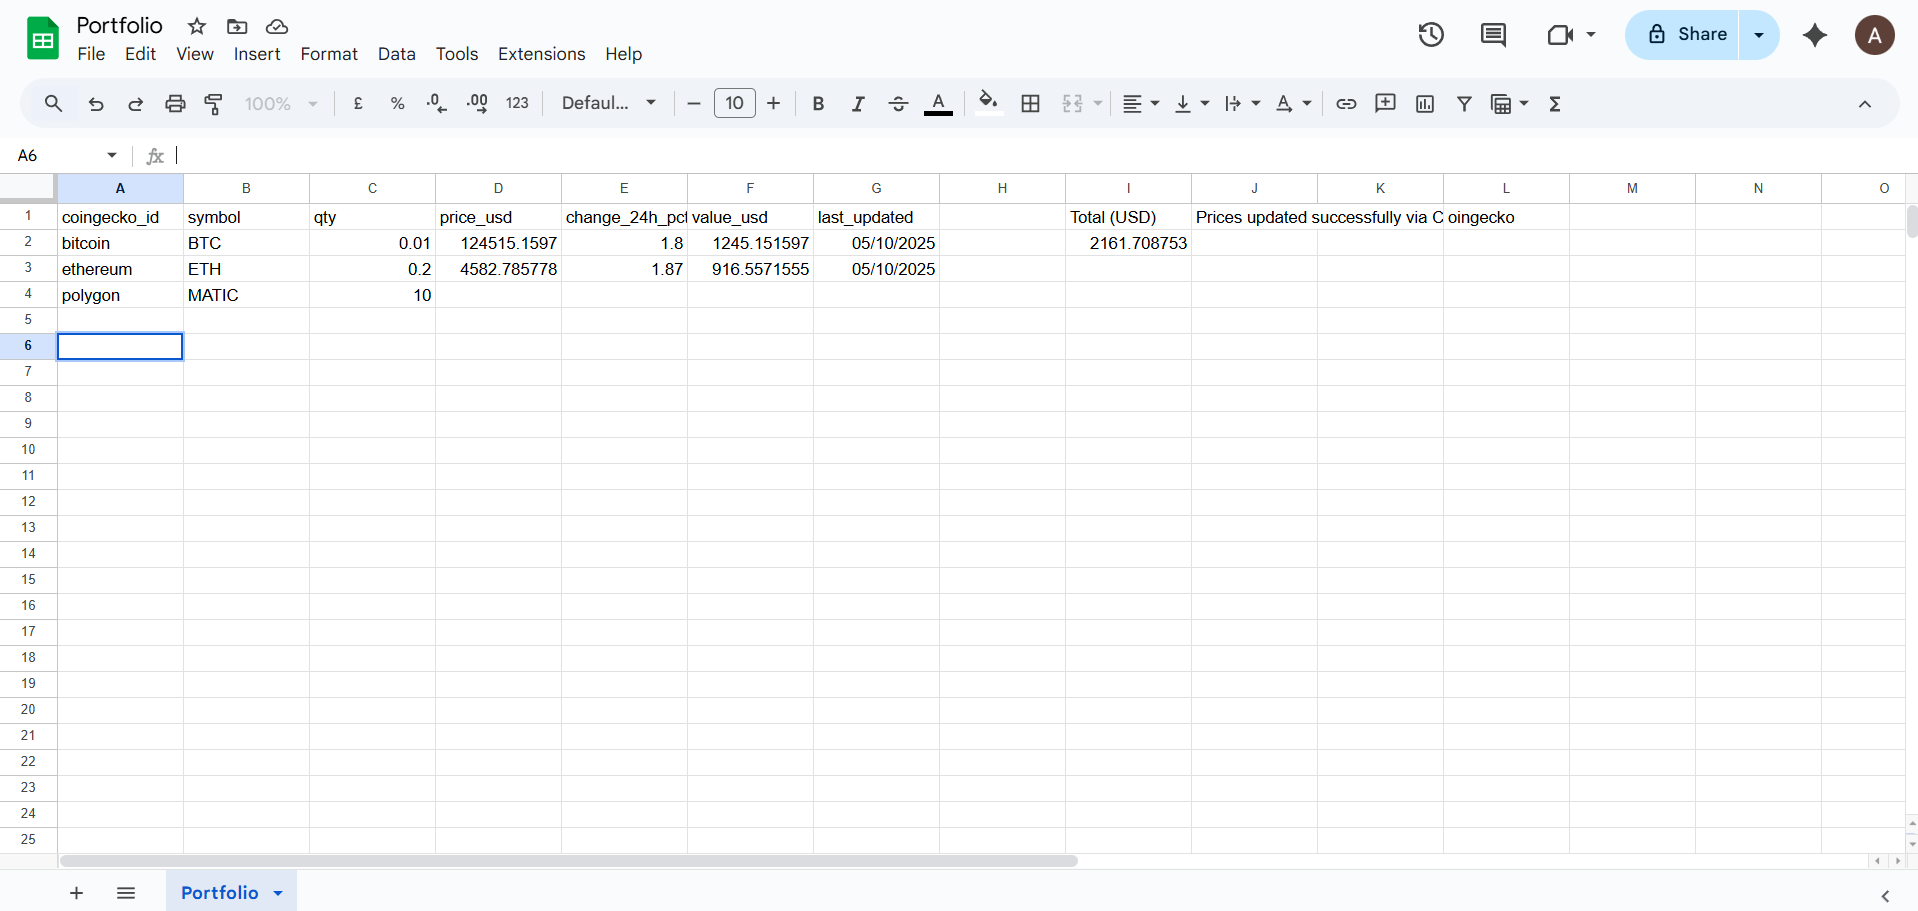 Portfolio
File Edit View Insert Format Data Tools Extensions Help
Share
A
100% £ % .0 .00 123 Defaul... 10 B I A A Σ
A6 fx
A B C D E F G H I J K L M N O
1 coingecko_id symbol qty price_usd change_24h_pct value_usd last_updated Total (USD) Prices updated successfully via C oingecko
2 bitcoin BTC 0.01 124515.1597 1.8 1245.151597 05/10/2025 2161.708753
3 ethereum ETH 0.2 4582.785778 1.87 916.5571555 05/10/2025
4 polygon MATIC 10
5
6
7
8
9
10
11
12
13
14
15
16
17
18
19
20
21
22
23
24
25
Portfolio